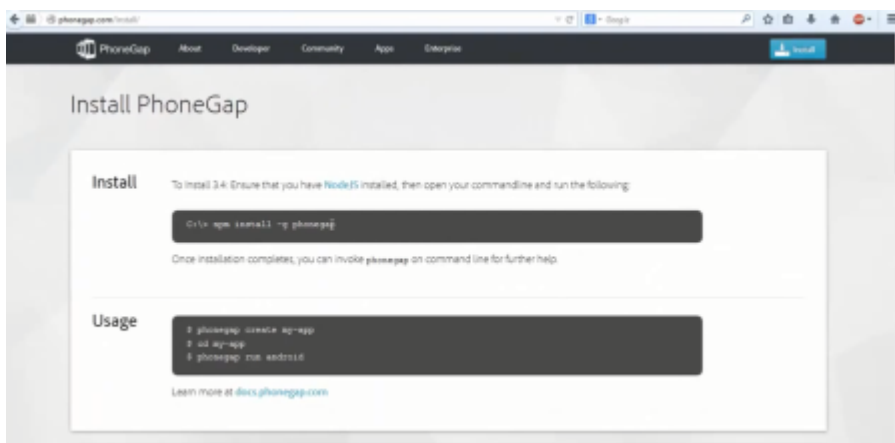 phonegap.com/install/
Google
PhoneGap About Developer Community Apps Enterprise Install
Install PhoneGap
Install
To Install 3.4: Ensure that you have NodeJS installed, then open your commandline and run the following:
C:\> npm install -g phonegap
Once installation completes, you can invoke phonegap on command line for further help.
Usage
$ phonegap create my-app
$ cd my-app
$ phonegap run android
Learn more at docs.phonegap.com